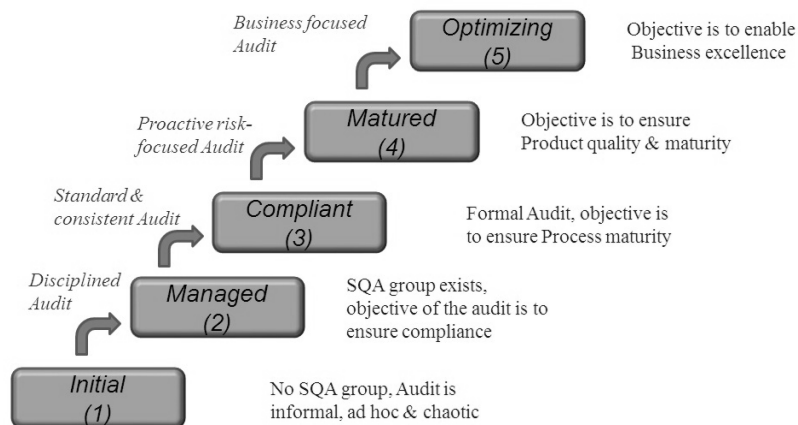 Business focused
Audit
Optimizing
(5)
Objective is to enable
Business excellence
Proactive risk-
focused Audit
Matured
(4)
Objective is to ensure
Product quality & maturity
Standard &
consistent Audit
Compliant
(3)
Formal Audit, objective is
to ensure Process maturity
Disciplined
Audit
Managed
(2)
SQA group exists,
objective of the audit is to
ensure compliance
Initial
(1)
No SQA group, Audit is
informal, ad hoc & chaotic